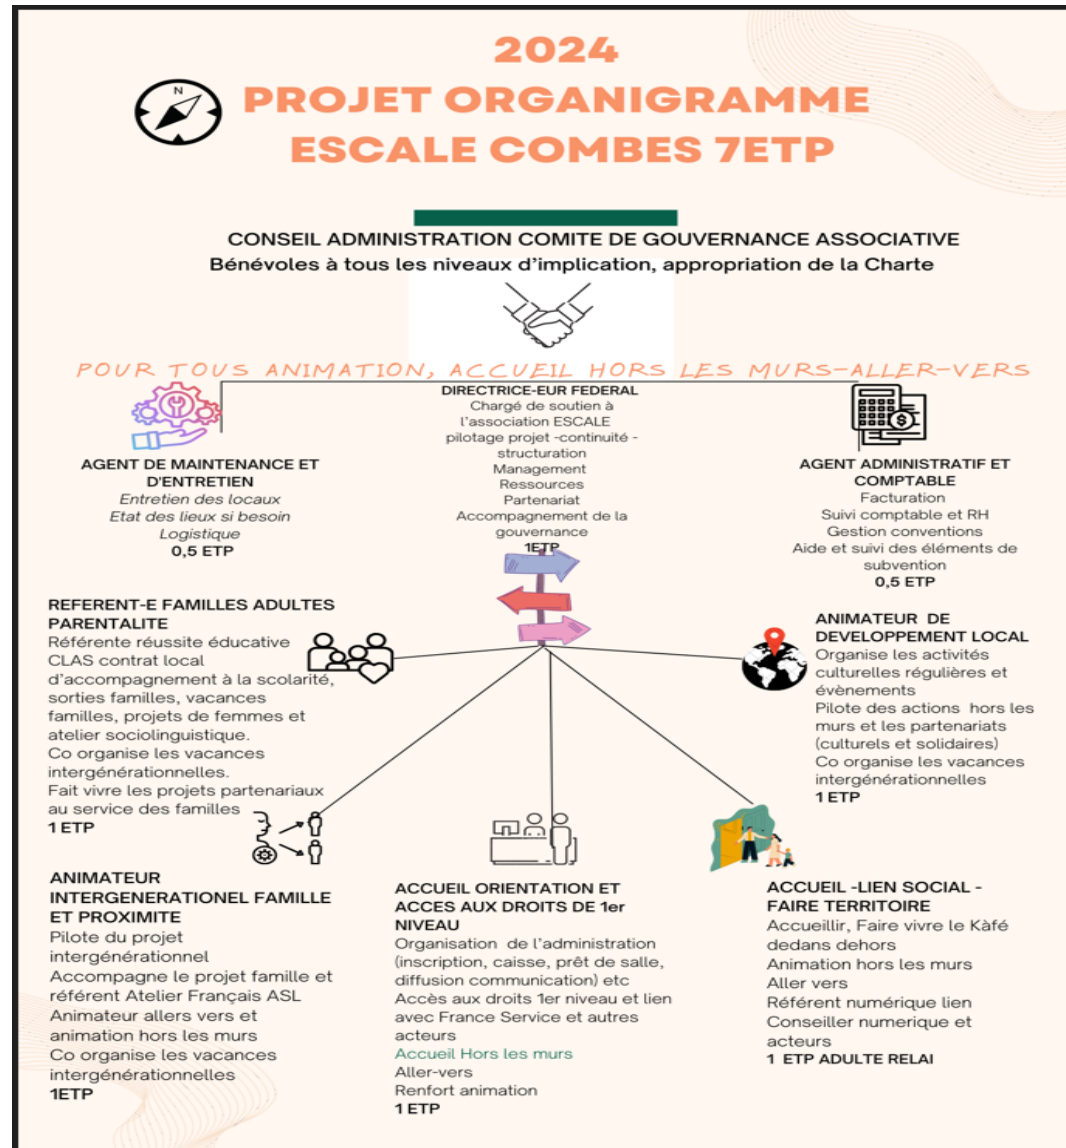 2024
PROJET ORGANIGRAMME
ESCALE COMBES 7ETP
N
CONSEIL ADMINISTRATION COMITE DE GOUVERNANCE ASSOCIATIVE
Bénévoles à tous les niveaux d'implication, appropriation de la Charte
POUR TOUS ANIMATION, ACCUEIL HORS LES MURS-ALLER-VERS
AGENT DE MAINTENANCE ET
D'ENTRETIEN
Entretien des locaux
Etat des lieux si besoin
Logistique
0,5 ETP
DIRECTRICE-EUR FEDERAL
Chargé de soutien à
l'association ESCALE
pilotage projet -continuité -
structuration
Management
Ressources
Partenariat
Accompagnement de la
gouvernance
1ETP
AGENT ADMINISTRATIF ET
COMPTABLE
Facturation
Suivi comptable et RH
Gestion conventions
Aide et suivi des éléments de
subvention
0,5 ETP
REFERENT-E FAMILLES ADULTES
PARENTALITE
Référente réussite éducative
CLAS contrat local
d'accompagnement à la scolarité,
sorties familles, vacances
familles, projets de femmes et
atelier sociolinguistique.
Co organise les vacances
intergénérationnelles.
Fait vivre les projets partenariaux
au service des familles
1 ETP
ANIMATEUR DE
DEVELOPPEMENT LOCAL
Organise les activités
culturelles régulières et
évènements
Pilote des actions hors les
murs et les partenariats
(culturels et solidaires)
Co organise les vacances
intergénérationnelles
1 ETP
ANIMATEUR
INTERGENERATIONEL FAMILLE
ET PROXIMITE
Pilote du projet
intergénérationnel
Accompagne le projet famille et
référent Atelier Français ASL
Animateur allers vers et
animation hors les murs
Co organise les vacances
intergénérationnelles
1ETP
ACCUEIL ORIENTATION ET
ACCES AUX DROITS DE 1er
NIVEAU
Organisation de l'administration
(inscription, caisse, prêt de salle,
diffusion communication) etc
Accès aux droits 1er niveau et lien
avec France Service et autres
acteurs
Accueil Hors les murs
Aller-vers
Renfort animation
1 ETP
ACCUEIL -LIEN SOCIAL -
FAIRE TERRITOIRE
Accueillir, Faire vivre le Kàfé
dedans dehors
Animation hors les murs
Aller vers
Référent numérique lien
Conseiller numerique et
acteurs
1 ETP ADULTE RELAI